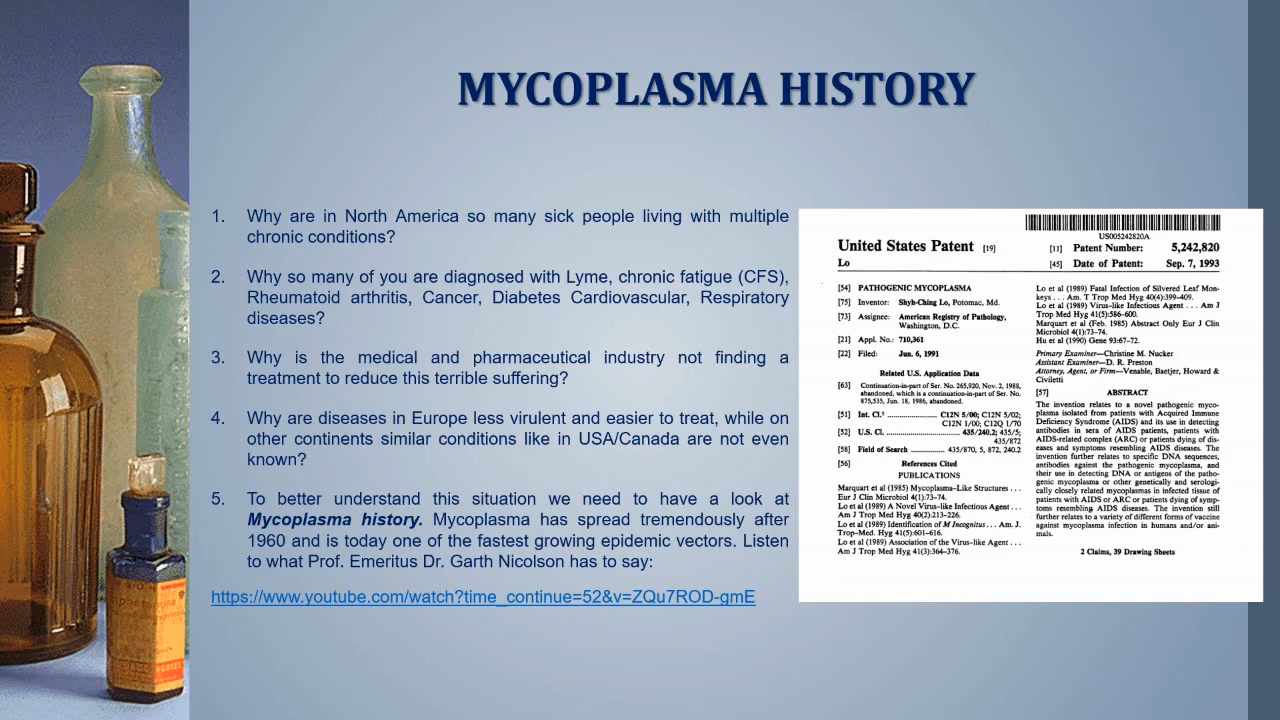 MYCOPLASMA HISTORY
1. Why are in North America so many sick people living with multiple
chronic conditions?
2. Why so many of you are diagnosed with Lyme, chronic fatigue (CFS),
Rheumatoid arthritis, Cancer, Diabetes Cardiovascular, Respiratory
diseases?
3. Why is the medical and pharmaceutical industry not finding a
treatment to reduce this terrible suffering?
4. Why are diseases in Europe less virulent and easier to treat, while on
other continents similar conditions like in USA/Canada are not even
known?
5. To better understand this situation we need to have a look at
Mycoplasma history. Mycoplasma has spread tremendously after
1960 and is today one of the fastest growing epidemic vectors. Listen
to what Prof. Emeritus Dr. Garth Nicolson has to say:
https://www.youtube.com/watch?time_continue=52&v=ZQu7ROD-gmE
US005242820A
United States Patent [19]
Lo
[11] Patent Number: 5,242,820
[45] Date of Patent: Sep. 7, 1993
[54] PATHOGENIC MYCOPLASMA
[75] Inventor: Shyh-Ching Lo, Potomac, Md.
[73] Assignee: American Registry of Pathology,
Washington, D.C.
[21] Appl. No.: 710,361
[22] Filed: Jun. 6, 1991
Related U.S. Application Data
[63] Continuation-in-part of Ser. No. 265,920, Nov. 2, 1988,
abandoned, which is a continuation-in-part of Ser. No.
875,535, Jun. 18, 1986, abandoned.
[51] Int. Cl.5 ........................ C12N 5/00; C12N 5/02;
C12N 1/00; C12Q 1/70
[52] U.S. Cl. ........................ 435/240.2; 435/5;
435/872
[58] Field of Search ............ 435/870, 5, 872, 240.2
[56] References Cited
PUBLICATIONS
Marquart et al (1985) Mycoplasma-Like Structures . . .
Eur J Clin Microbiol 4(1):73-74.
Lo et al (1989) A Novel Virus-like Infectious Agent . . .
Am J Trop Med Hyg 40(2):213-226.
Lo et al (1989) Identification of M Incognitus . . . Am. J.
Trop-Med. Hyg 41(5):601-616.
Lo et al (1989) Association of the Virus-like Agent . . .
Am J Trop Med Hyg 41(3):364-376.
Lo et al (1989) Fatal Infection of Silvered Leaf Mon-
keys . . . Am. T Trop Med Hyg 40(4):399-409.
Lo et al (1989) Virus-like Infectious Agent . . . Am J
Trop Med Hyg 41(5):586-600.
Marquart et al (Feb. 1985) Abstract Only Eur J Clin
Microbiol 4(1):73-74.
Hu et al (1990) Gene 93:67-72.
Primary Examiner—Christine M. Nucker
Assistant Examiner—D. R. Preston
Attorney, Agent, or Firm—Venable, Baetjer, Howard &
Civiletti
[57] ABSTRACT
The invention relates to a novel pathogenic myco-
plasma isolated from patients with Acquired Immune
Deficiency Syndrome (AIDS) and its use in detecting
antibodies in sera of AIDS patients, patients with
AIDS-related complex (ARC) or patients dying of dis-
eases and symptoms resembling AIDS diseases. The
invention further relates to specific DNA sequences,
antibodies against the pathogenic mycoplasma, and
their use in detecting DNA or antigens of the patho-
genic mycoplasma or other genetically and serologi-
cally closely related mycoplasmas in infected tissue of
patients with AIDS or ARC or patients dying of symp-
toms resembling AIDS diseases. The invention still
further relates to a variety of different forms of vaccine
against mycoplasma infection in humans and/or ani-
mals.
2 Claims, 39 Drawing Sheets